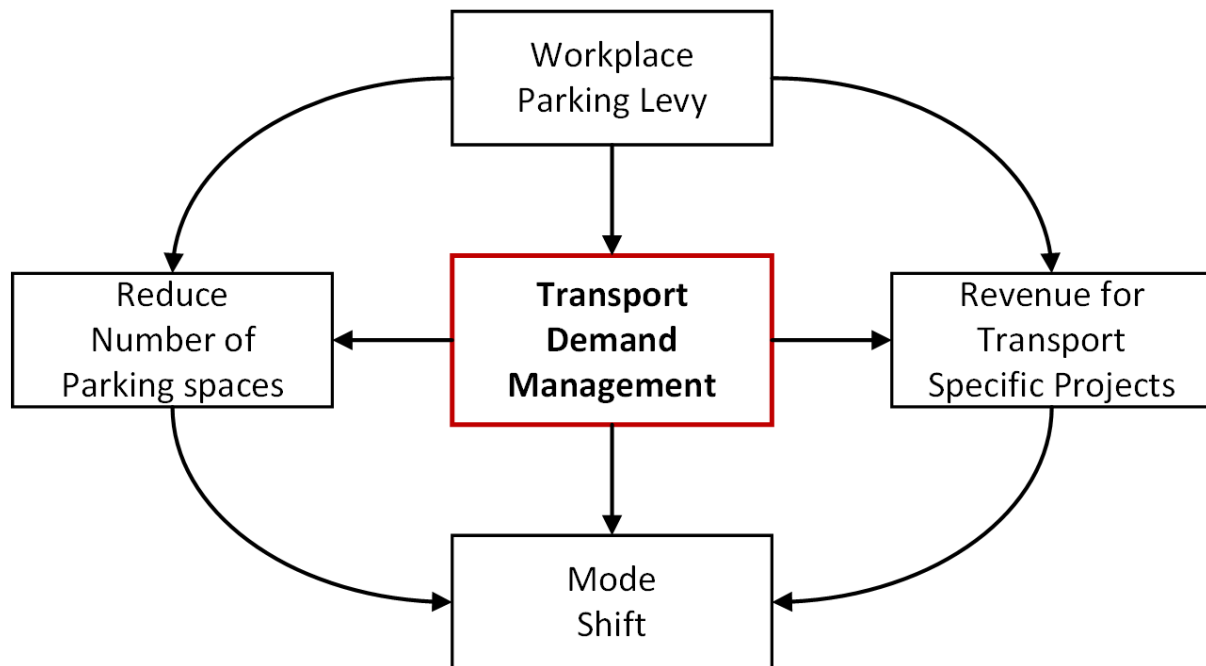 Workplace
Parking Levy
Reduce
Number of
Parking spaces
Transport
Demand
Management
Revenue for
Transport
Specific Projects
Mode
Shift